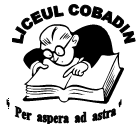 LICEUL COBADIN
" Per aspera ad astra "